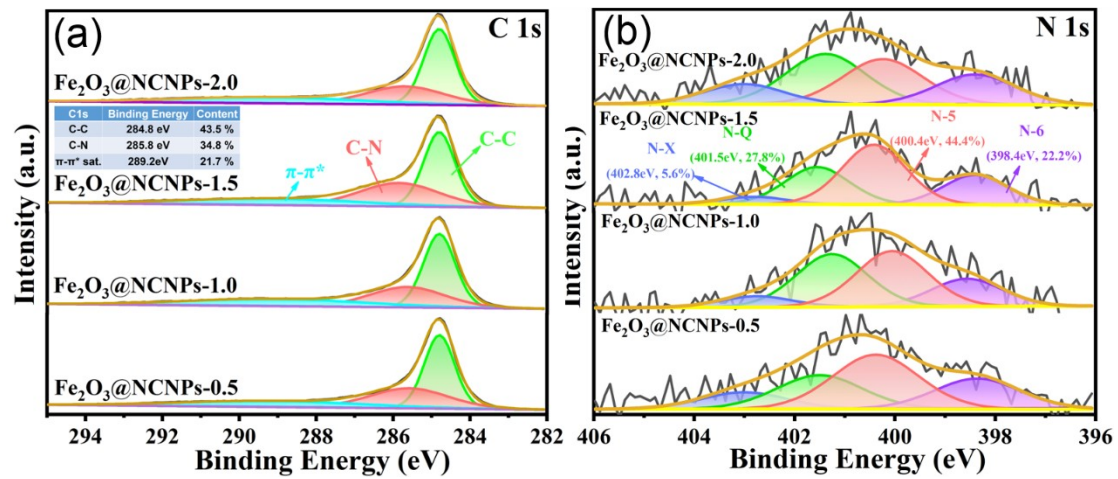 (a)
C 1s
Fe₂O₃@NCNPs-2.0
C1s Binding Energy Content
C-C 284.8 eV 43.5 %
C-N 285.8 eV 34.8 %
π-π* sat. 289.2eV 21.7 %
C-N
C-C
π-π*
Fe₂O₃@NCNPs-1.5
Fe₂O₃@NCNPs-1.0
Fe₂O₃@NCNPs-0.5
Intensity (a.u.)
294 292 290 288 286 284 282
Binding Energy (eV)
(b)
N 1s
Fe₂O₃@NCNPs-2.0
Fe₂O₃@NCNPs-1.5
N-X
(402.8eV, 5.6%)
N-Q
(401.5eV, 27.8%)
N-5
(400.4eV, 44.4%)
N-6
(398.4eV, 22.2%)
Fe₂O₃@NCNPs-1.0
Fe₂O₃@NCNPs-0.5
Intensity (a.u.)
406 404 402 400 398 396
Binding Energy (eV)